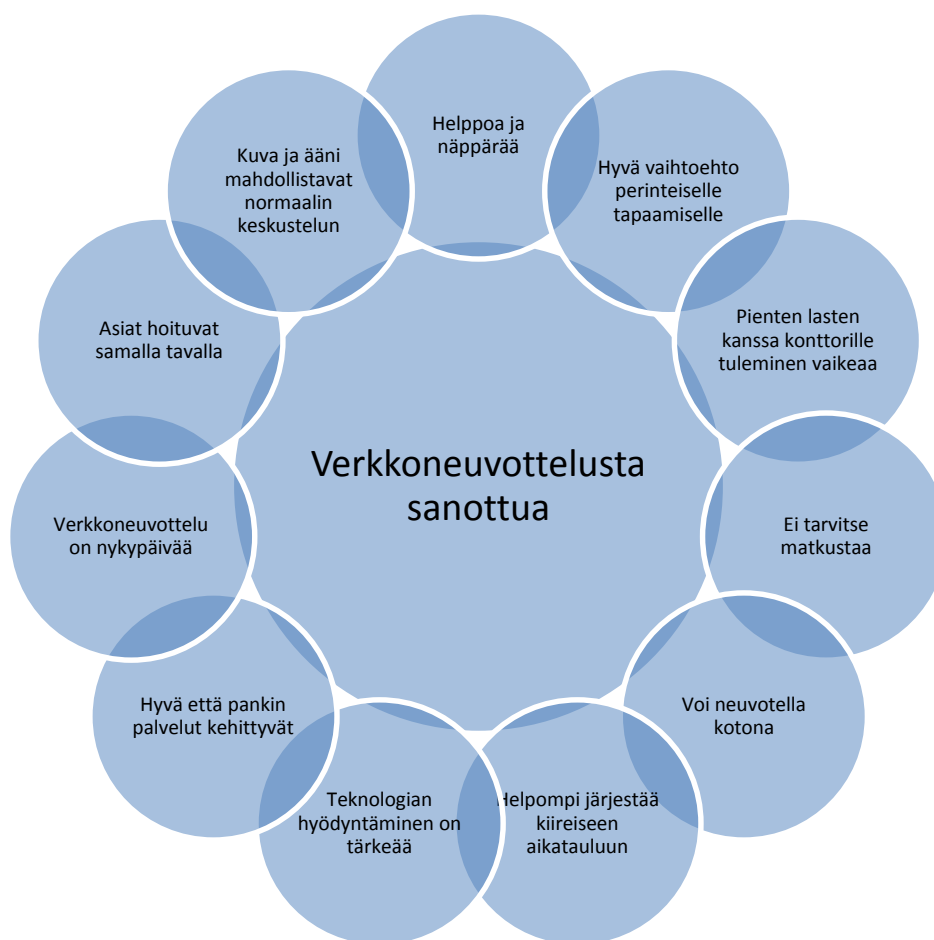 Helppoa ja
näppärää
Hyvä vaihtoehto
perinteiselle
tapaamiselle
Pienten lasten
kanssa konttorille
tuleminen vaikeaa
Ei tarvitse
matkustaa
Voi neuvotella
kotona
Helpompi järjestää
kiireiseen
aikatauluun
Teknologian
hyödyntäminen on
tärkeää
Hyvä että pankin
palvelut kehittyvät
Verkkoneuvottelu
on nykypäivää
Asiat hoituvat
samalla tavalla
Kuva ja ääni
mahdollistavat
normaalin
keskustelun
Verkkoneuvottelusta
sanottua